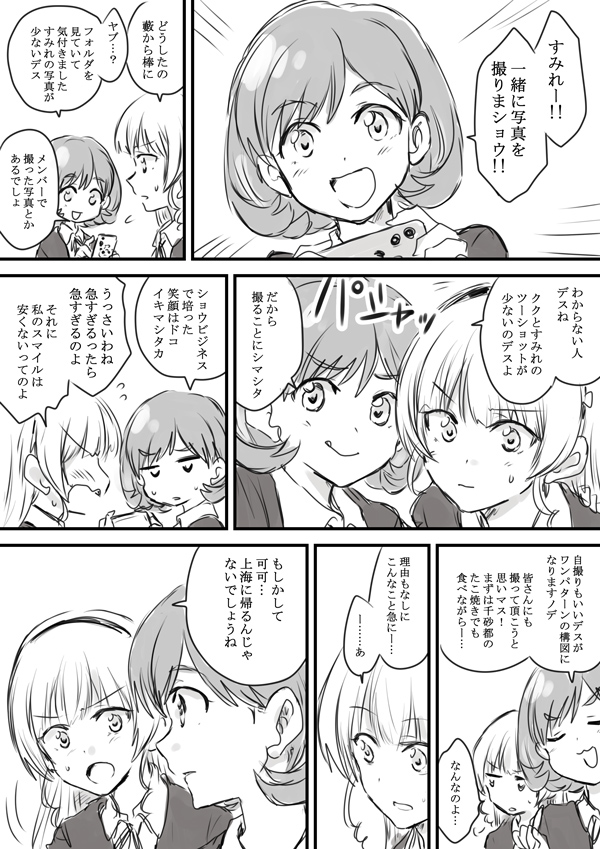 すみれー!!
一緒に写真を
撮りまショウ!!
どうしたの
藪から棒に
ヤブ…?
フォルダを
見ていて
気付きました
すみれの写真が
少ないデス
メンバーで
撮った写真とか
あるでしょ
わからない人
デスね
ククとすみれの
ツーショットが
少ないのデスよ
パシャッ
だから
撮ることにシマシタ
ショウビジネス
で培った
笑顔はドコ
イキマシタカ
うっさいわね
急すぎるったら
急すぎるのよ
それに
私のスマイルは
安くないってのよ
自撮りもいいデスが
ワンパターンの構図に
なりますノデ
皆さんにも
撮って頂こうと
思いマス!
まずは千砂都の
たこ焼きでも
食べながらー…
なんなのよ…
理由もなしに
こんなこと急に…
ー……あ
もしかして
可可…
上海に帰るんじゃ
ないでしょうね